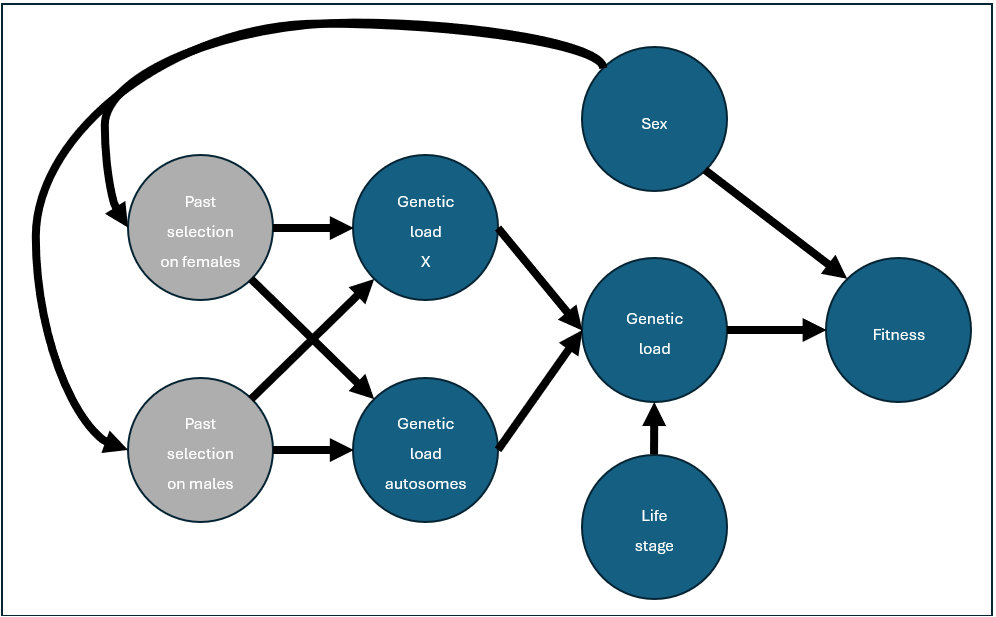 Sex
Past
selection
on females
Genetic
load
X
Genetic
load
Fitness
Past
selection
on males
Genetic
load
autosomes
Life
stage